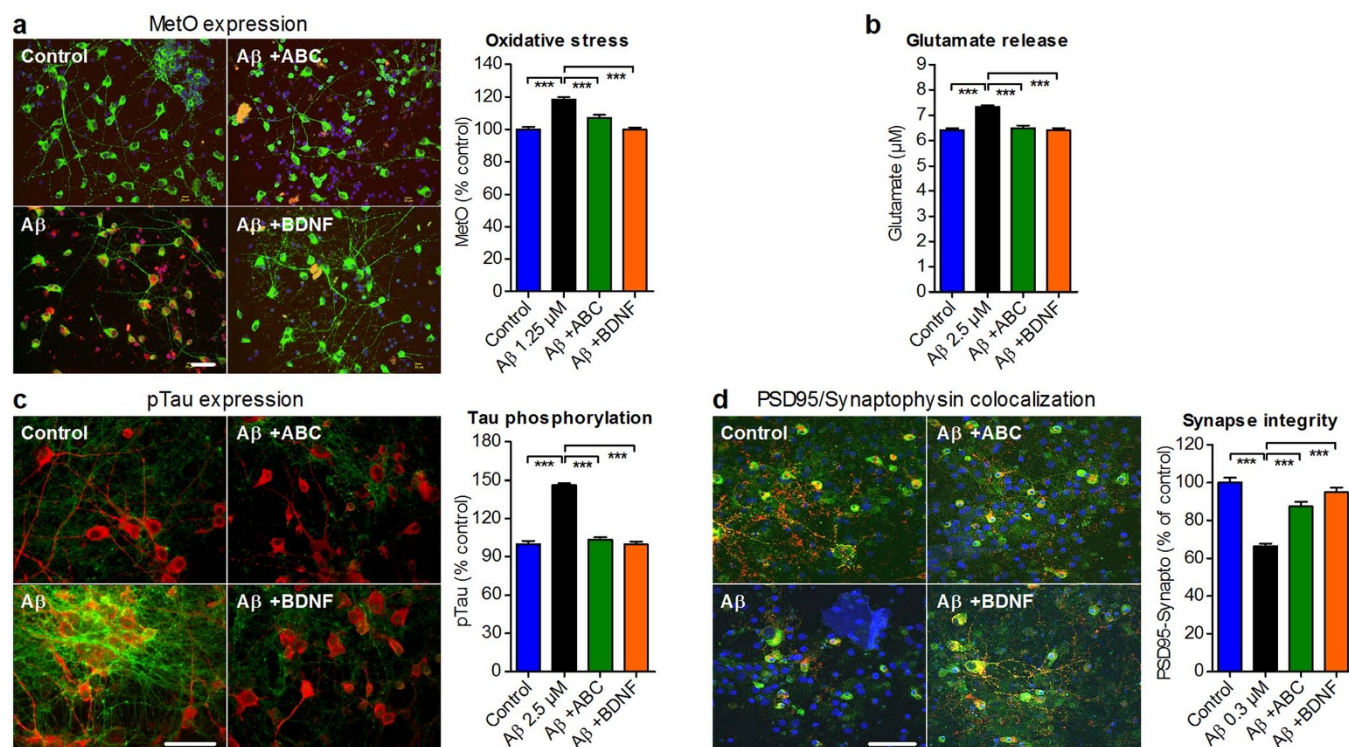 a
MetO expression
Control
Aβ +ABC
Aβ
Aβ +BDNF
Oxidative stress
***
***
***
MetO (% control)
140
120
100
80
60
40
20
0
Control
Aβ 1.25 µM
Aβ +ABC
Aβ +BDNF
b
Glutamate release
***
***
***
Glutamate (µM)
9
8
7
6
5
4
3
2
1
0
Control
Aβ 2.5 µM
Aβ +ABC
Aβ +BDNF
c
pTau expression
Control
Aβ +ABC
Aβ
Aβ +BDNF
Tau phosphorylation
***
***
***
pTau (% control)
180
150
120
90
60
30
0
Control
Aβ 2.5 µM
Aβ +ABC
Aβ +BDNF
d
PSD95/Synaptophysin colocalization
Control
Aβ +ABC
Aβ
Aβ +BDNF
Synapse integrity
***
***
***
PSD95-Synapto (% of control)
120
100
80
60
40
20
0
Control
Aβ 0.3 µM
Aβ +ABC
Aβ +BDNF